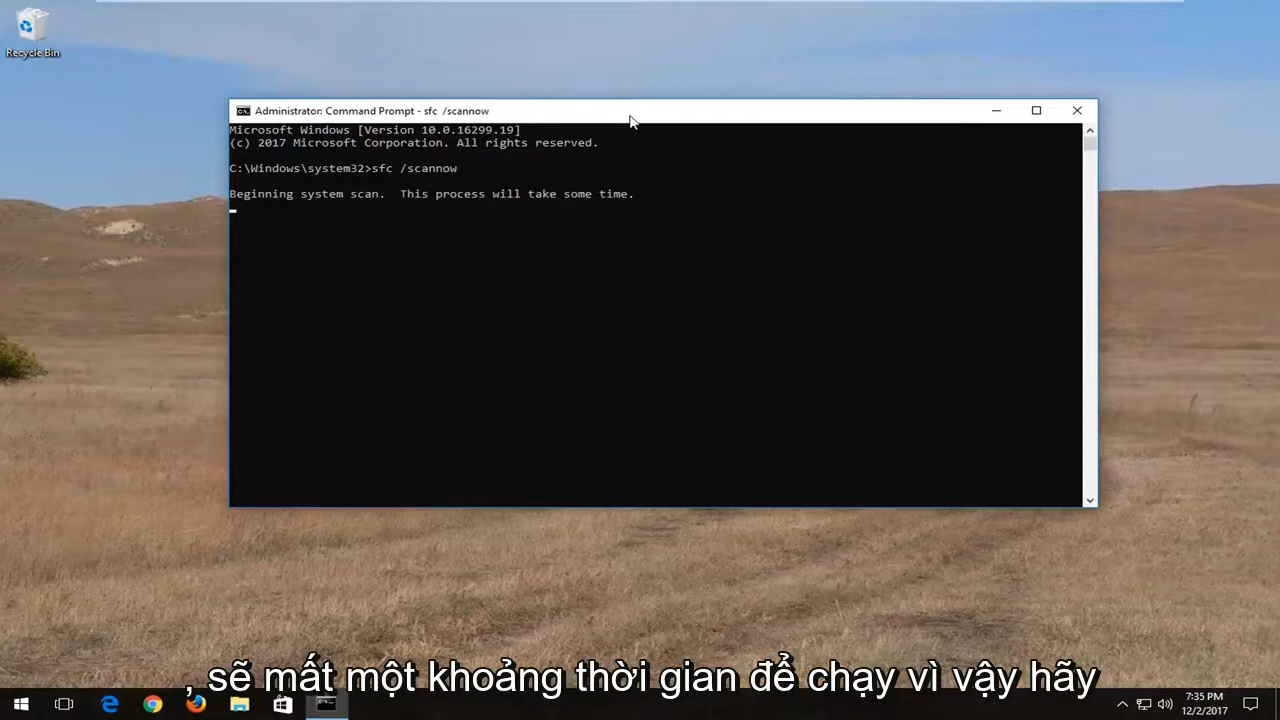 Recycle Bin
Administrator: Command Prompt - sfc /scannow
Microsoft Windows [Version 10.0.16299.19]
(c) 2017 Microsoft Corporation. All rights reserved.
C:\Windows\system32>sfc /scannow
Beginning system scan.  This process will take some time.
, sẽ mất một khoảng thời gian để chạy vì vậy hãy
7:35 PM
12/2/2017